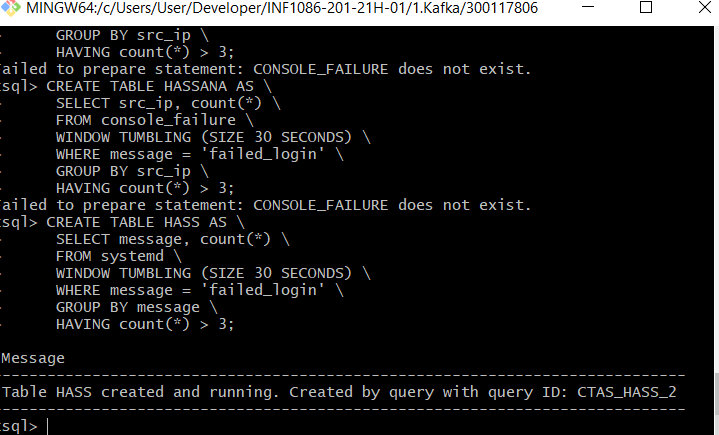 MINGW64:/c/Users/User/Developer/INF1086-201-21H-01/1.Kafka/300117806
GROUP BY src_ip \
HAVING count(*) > 3;
ailed to prepare statement: CONSOLE_FAILURE does not exist.
sql> CREATE TABLE HASSANA AS \
SELECT src_ip, count(*) \
FROM console_failure \
WINDOW TUMBLING (SIZE 30 SECONDS) \
WHERE message = 'failed_login' \
GROUP BY src_ip \
HAVING count(*) > 3;
ailed to prepare statement: CONSOLE_FAILURE does not exist.
sql> CREATE TABLE HASS AS \
SELECT message, count(*) \
FROM systemd \
WINDOW TUMBLING (SIZE 30 SECONDS) \
WHERE message = 'failed_login' \
GROUP BY message \
HAVING count(*) > 3;
Message
--------------------------------------------------------------------------
Table HASS created and running. Created by query with query ID: CTAS_HASS_2
--------------------------------------------------------------------------
sql>